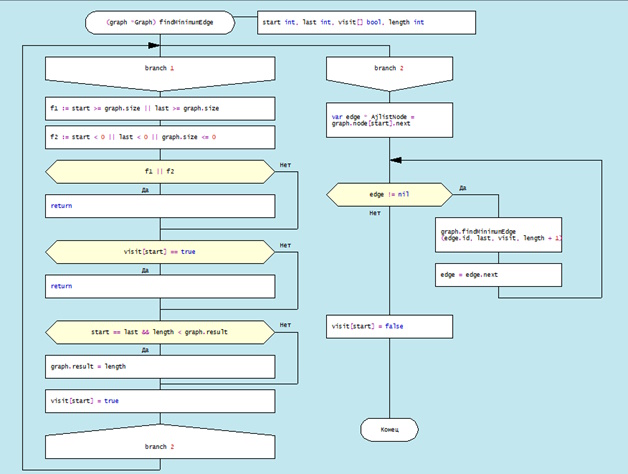 (graph *Graph) findMinimumEdge
start int, last int, visit[] bool, length int
branch 1
f1 := start >= graph.size || last >= graph.size
f2 := start < 0 || last < 0 || graph.size <= 0
f1 || f2
Нет
Да
return
visit[start] == true
Нет
Да
return
start == last && length < graph.result
Нет
Да
graph.result = length
visit[start] = true
branch 2
branch 2
var edge * AjlistNode =
graph.node[start].next
edge != nil
Да
Нет
graph.findMinimumEdge
(edge.id, last, visit, length + 1)
edge = edge.next
visit[start] = false
Конец